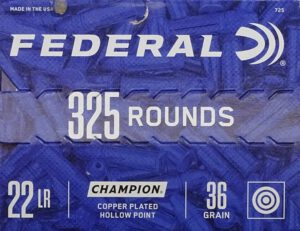 MADE IN THE USA
725
FEDERAL
325 ROUNDS
22 LR
CHAMPION
COPPER PLATED
HOLLOW POINT
36
GRAIN